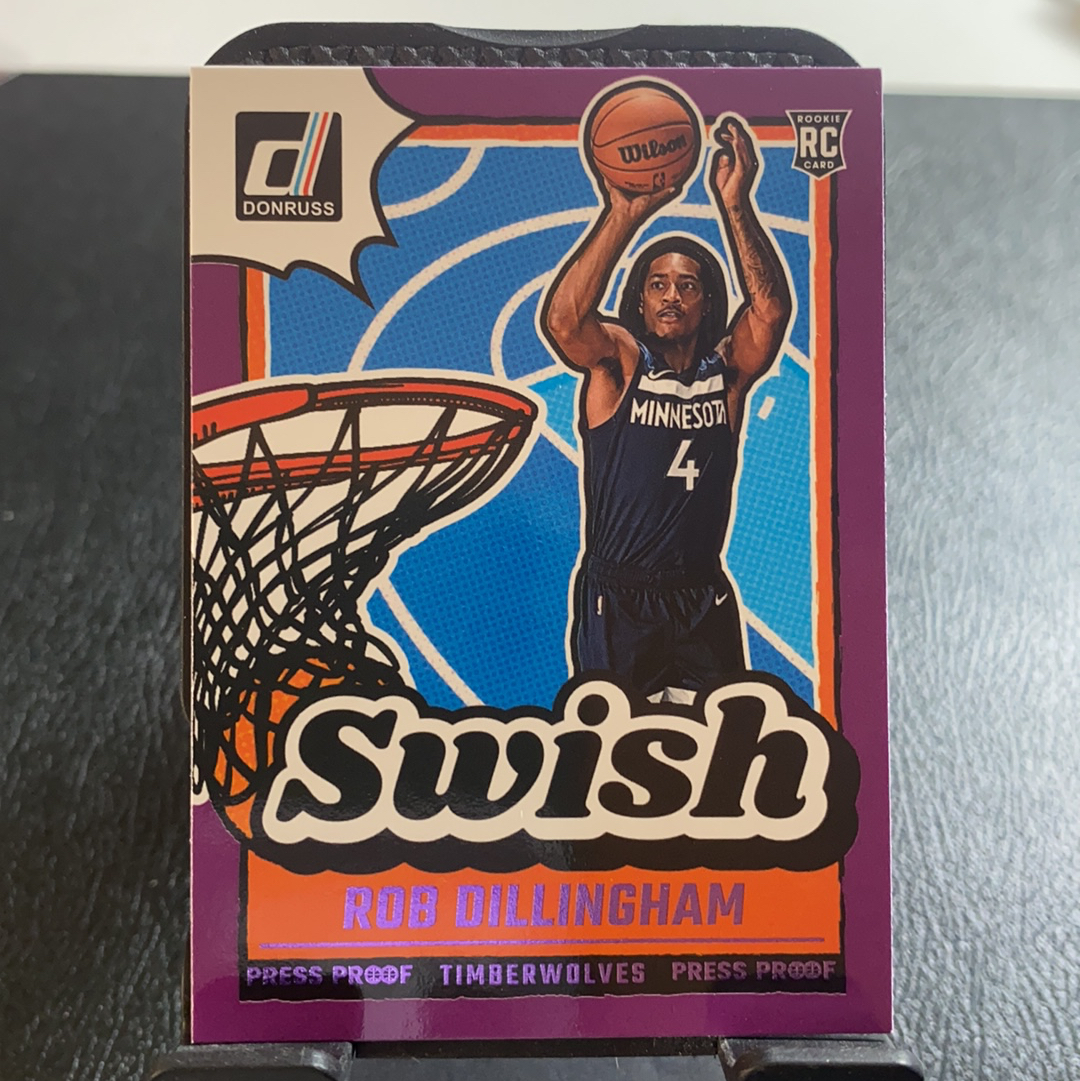 DONRUSS
ROOKIE
RC
CARD
Wilson
MINNESOTA
4
Swish
ROB DILLINGHAM
PRESS PROOF TIMBERWOLVES PRESS PROOF